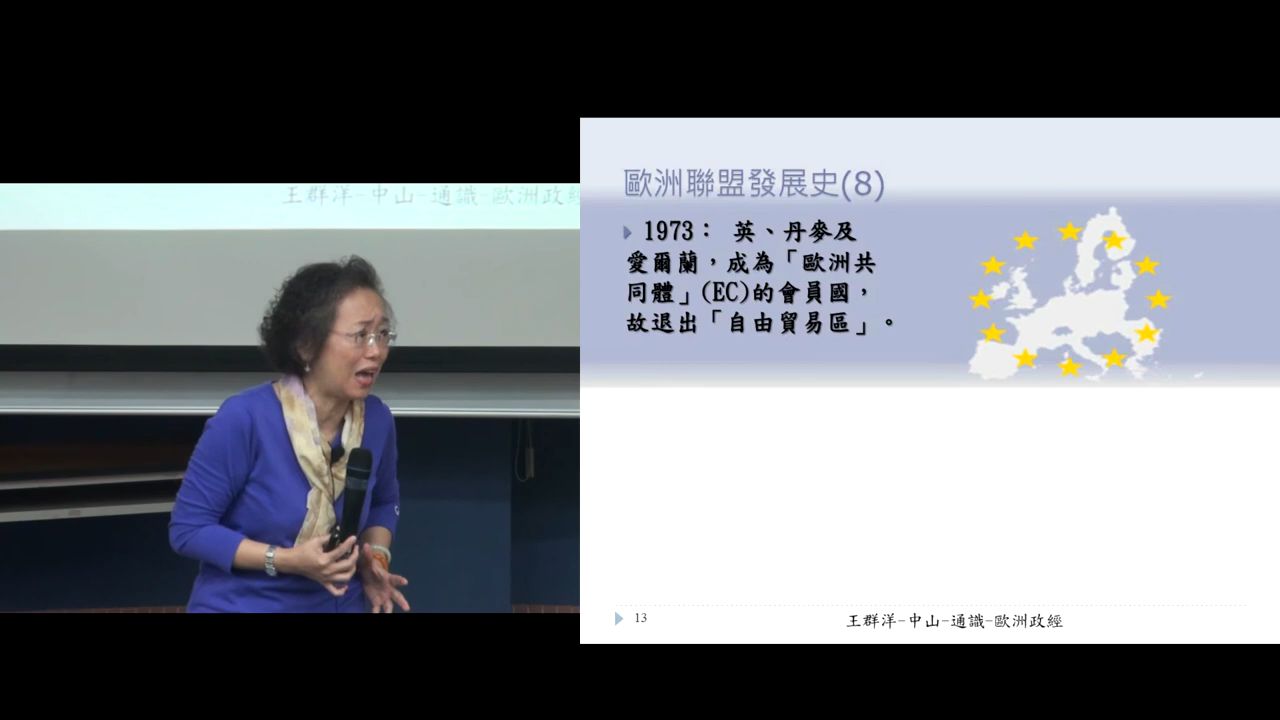 王群洋-中山-通識-歐洲政經
歐洲聯盟發展史(8)
1973： 英、丹麥及
愛爾蘭，成為「歐洲共
同體」(EC)的會員國，
故退出「自由貿易區」。
13
王群洋-中山-通識-歐洲政經